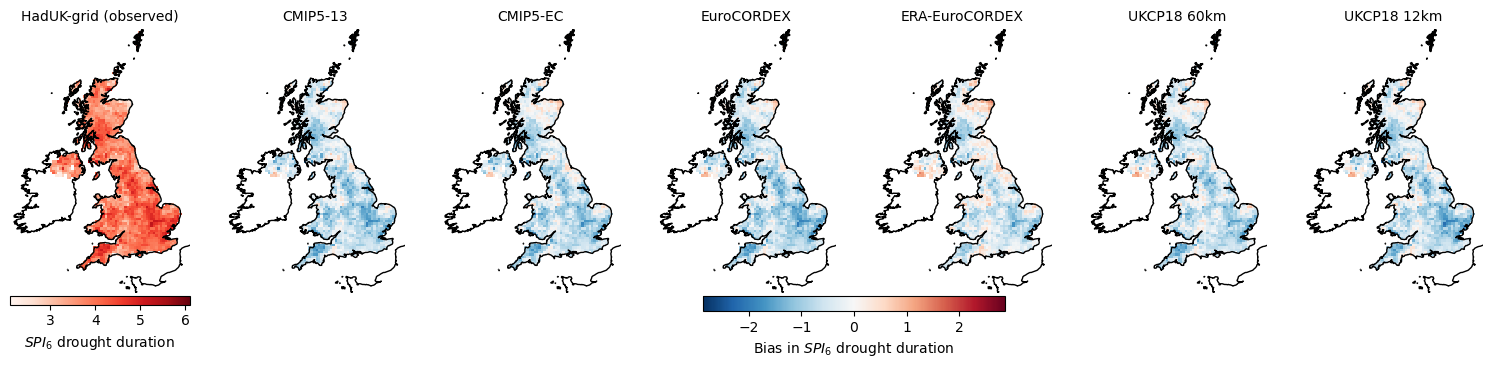 HadUK-grid (observed)
CMIP5-13
CMIP5-EC
EuroCORDEX
ERA-EuroCORDEX
UKCP18 60km
UKCP18 12km
3 4 5 6
SPI₆ drought duration
−2 −1 0 1 2
Bias in SPI₆ drought duration